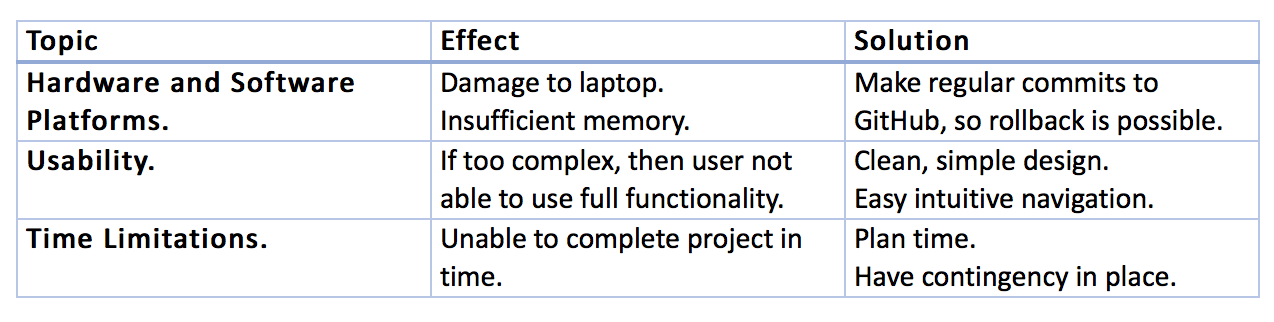 Topic Effect Solution
Hardware and Software Damage to laptop. Make regular commits to
Platforms. Insufficient memory. GitHub, so rollback is possible.
Usability. If too complex, then user not Clean, simple design.
able to use full functionality. Easy intuitive navigation.
Time Limitations. Unable to complete project in Plan time.
time. Have contingency in place.